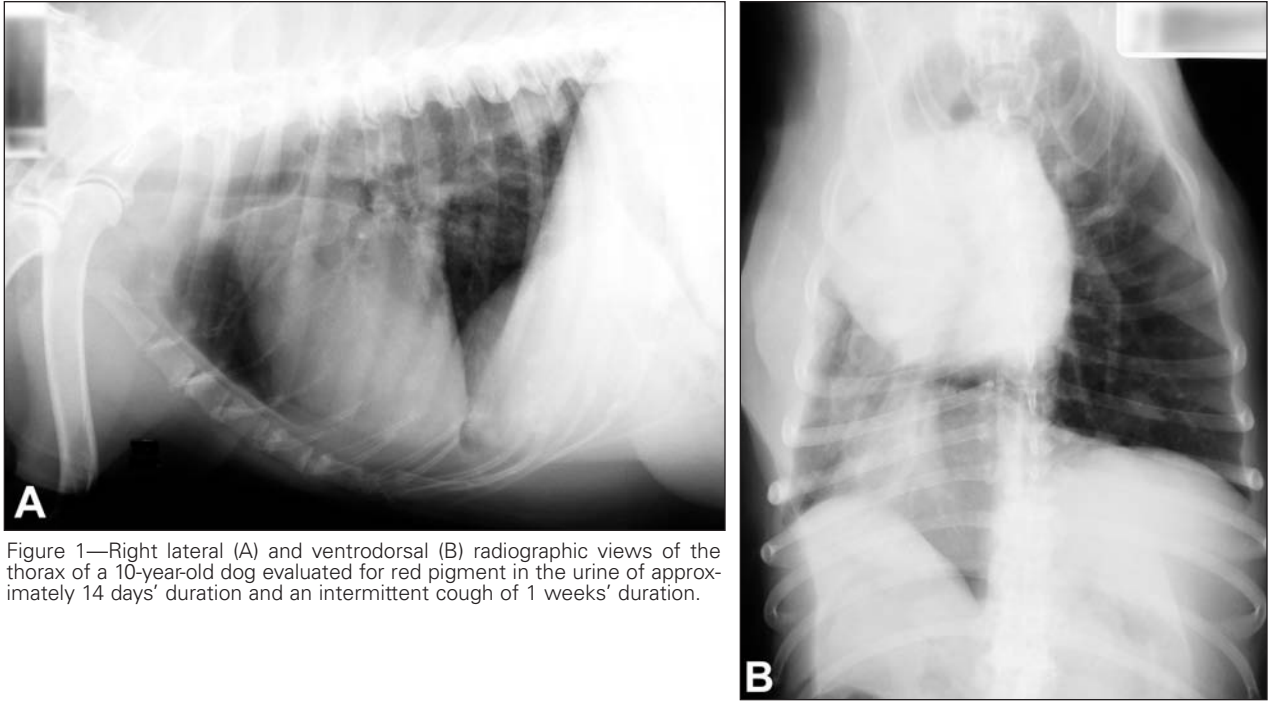 A
Figure 1—Right lateral (A) and ventrodorsal (B) radiographic views of the
thorax of a 10-year-old dog evaluated for red pigment in the urine of approx-
imately 14 days’ duration and an intermittent cough of 1 weeks’ duration.
B